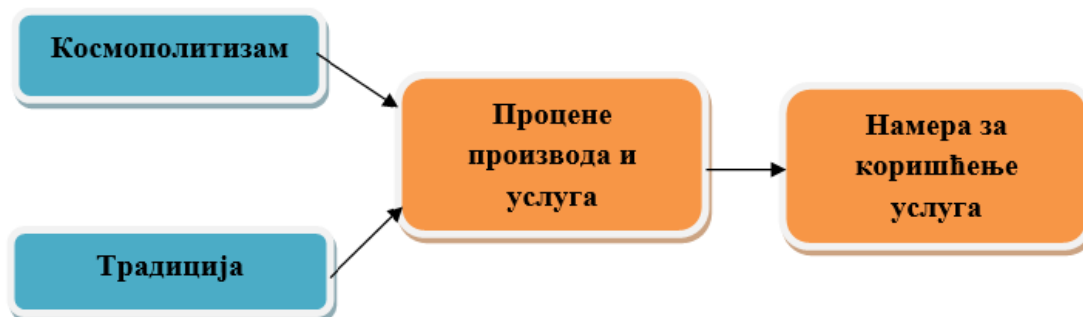 Космополитизам
Процене
производа и
услуга
Намера за
коришћење
услуга
Традиција